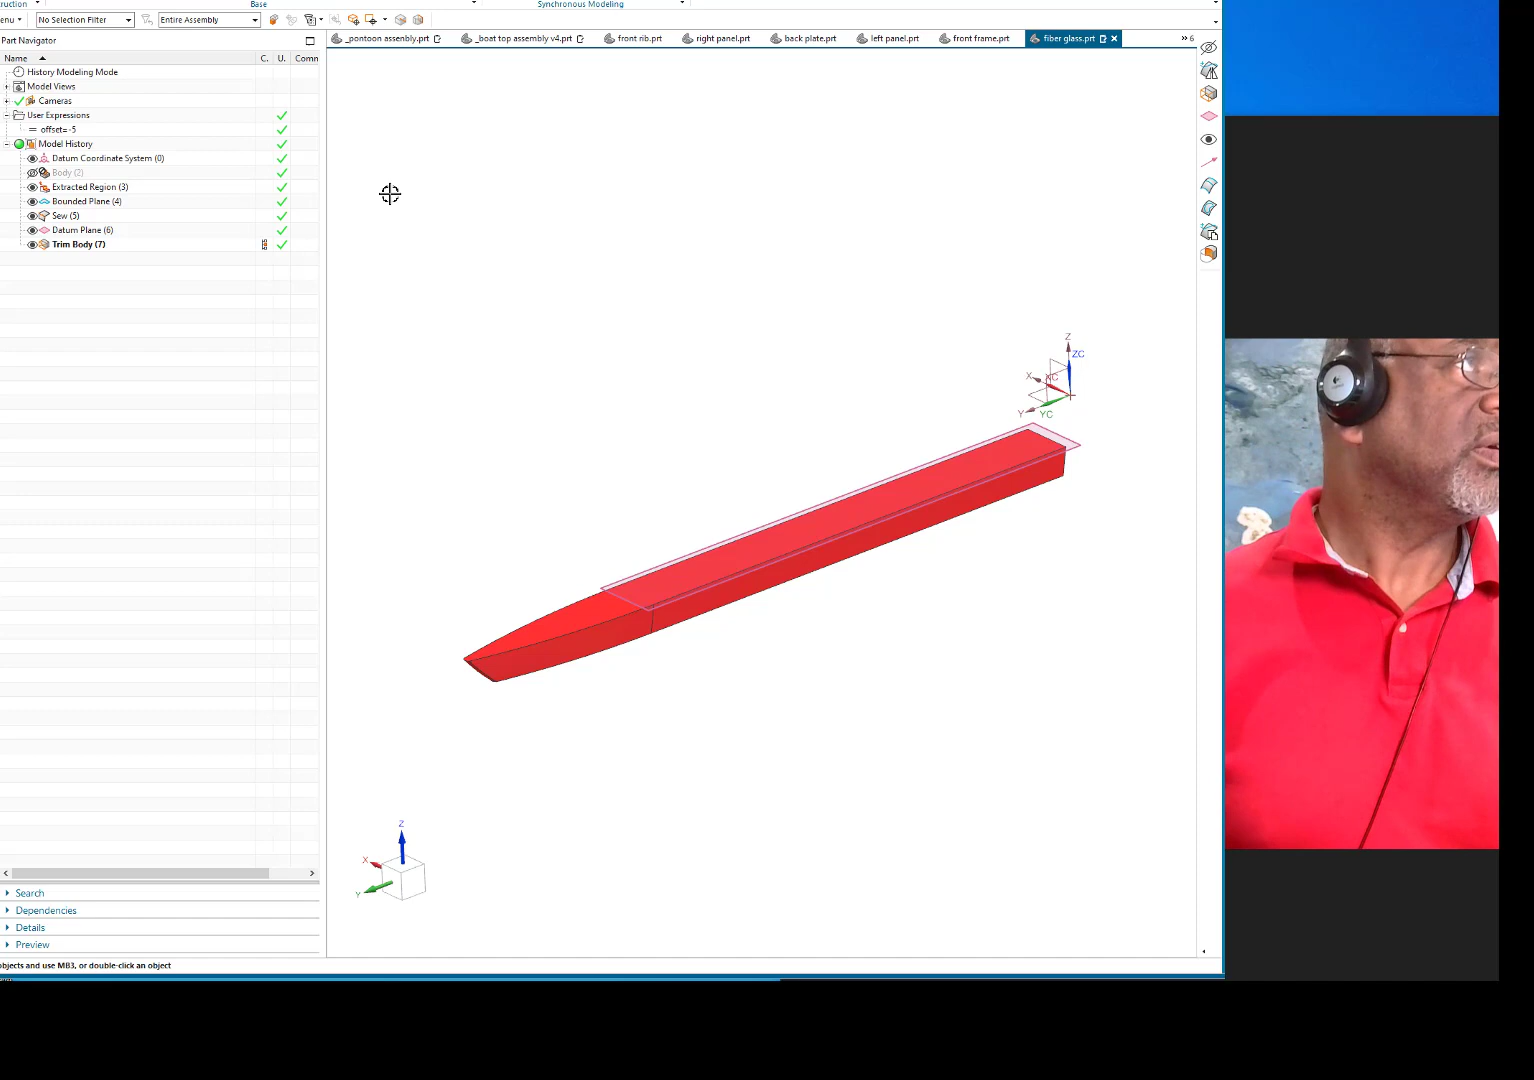 ruction
Base
Synchronous Modeling
enu
No Selection Filter
Entire Assembly
Part Navigator
_pontoon assenbly.prt
_boat top assembly v4.prt
front rib.prt
right panel.prt
back plate.prt
left panel.prt
front frame.prt
fiber glass.prt
6
Name
C.
U.
Comn
History Modeling Mode
Model Views
Cameras
User Expressions
offset=-5
Model History
Datum Coordinate System (0)
Body (2)
Extracted Region (3)
Bounded Plane (4)
Sew (5)
Datum Plane (6)
Trim Body (7)
Z
ZC
X
XC
Y
YC
Z
X
Y
Search
Dependencies
Details
Preview
objects and use MB3, or double-click an object